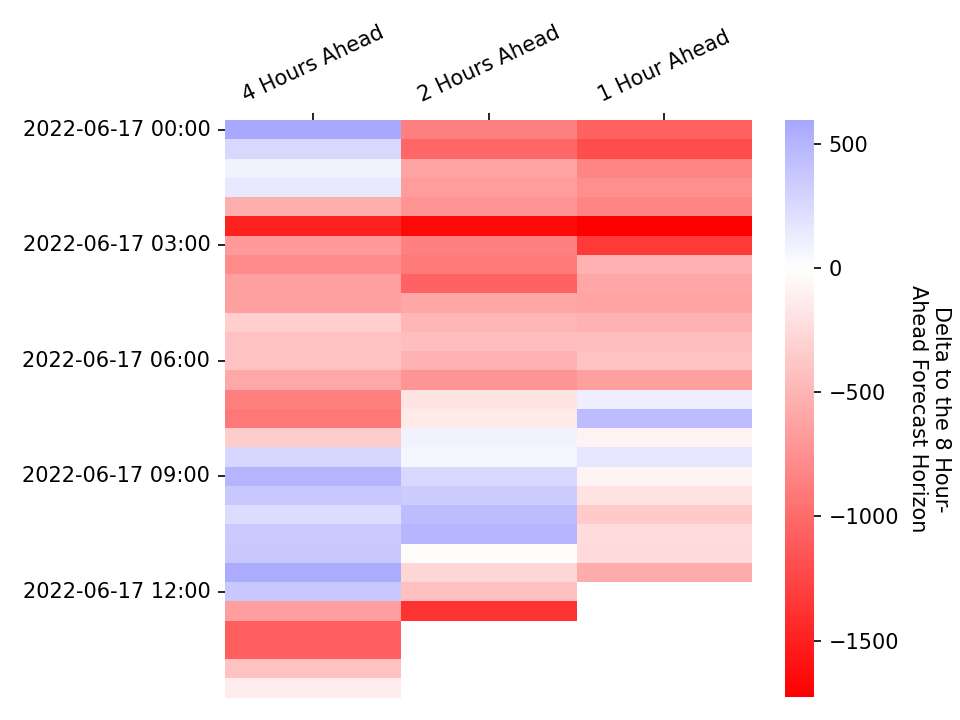 4 Hours Ahead
2 Hours Ahead
1 Hour Ahead
2022-06-17 00:00
2022-06-17 03:00
2022-06-17 06:00
2022-06-17 09:00
2022-06-17 12:00
500
0
−500
−1000
−1500
Delta to the 8 Hour-
Ahead Forecast Horizon